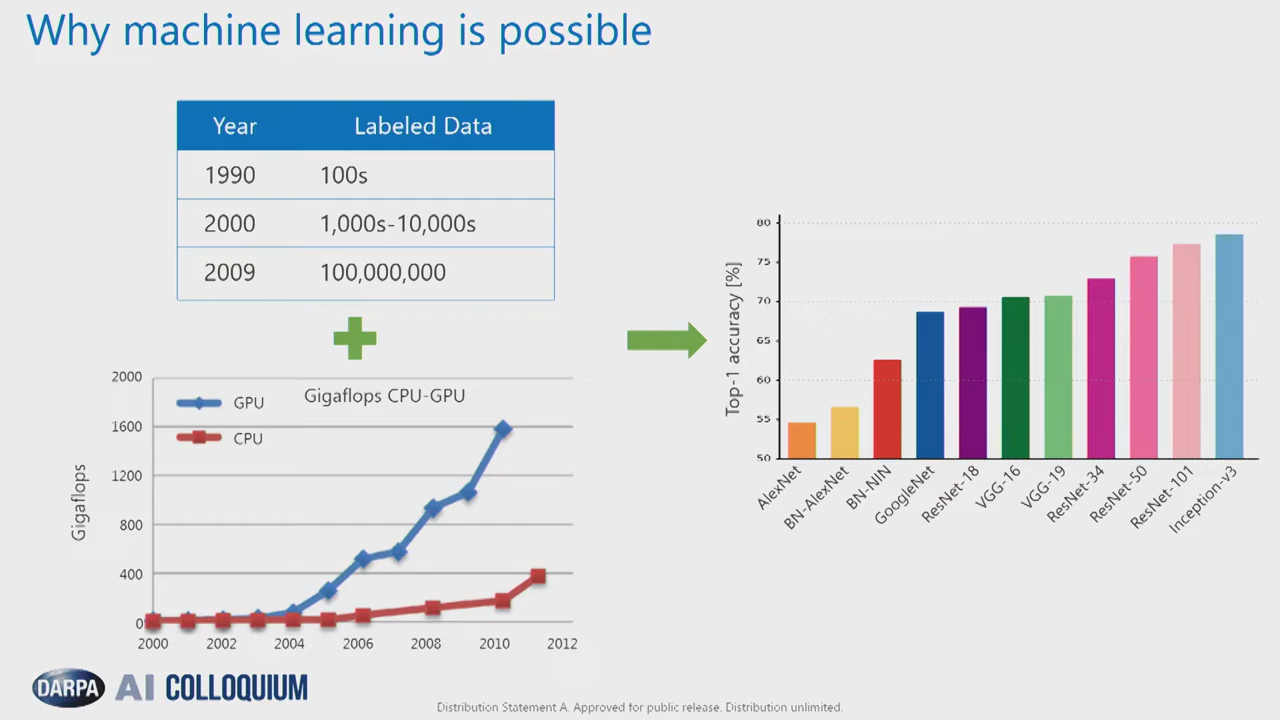 Why machine learning is possible
Year Labeled Data
1990 100s
2000 1,000s-10,000s
2009 100,000,000
Gigaflops CPU-GPU
GPU
CPU
Gigaflops
2000
1600
1200
800
400
0
2000 2002 2004 2006 2008 2010 2012
Top-1 accuracy [%]
80
75
70
65
60
55
50
AlexNet
BN-AlexNet
BN-NIN
GoogleNet
ResNet-18
VGG-16
VGG-19
ResNet-34
ResNet-50
ResNet-101
Inception-v3
DARPA AI COLLOQUIUM
Distribution Statement A. Approved for public release. Distribution unlimited.